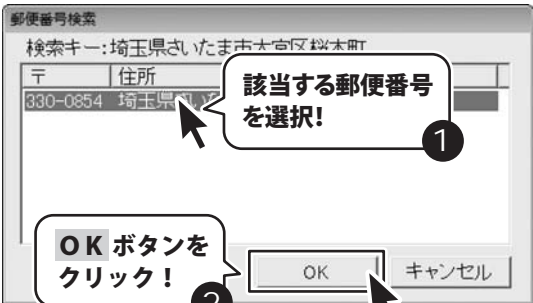 郵便番号検索
検索キー:埼玉県さいたま市大宮区桜木町
〒 住所
330-0854 埼玉県
該当する郵便番号
を選択!
1
OKボタンを
クリック!
2
OK キャンセル